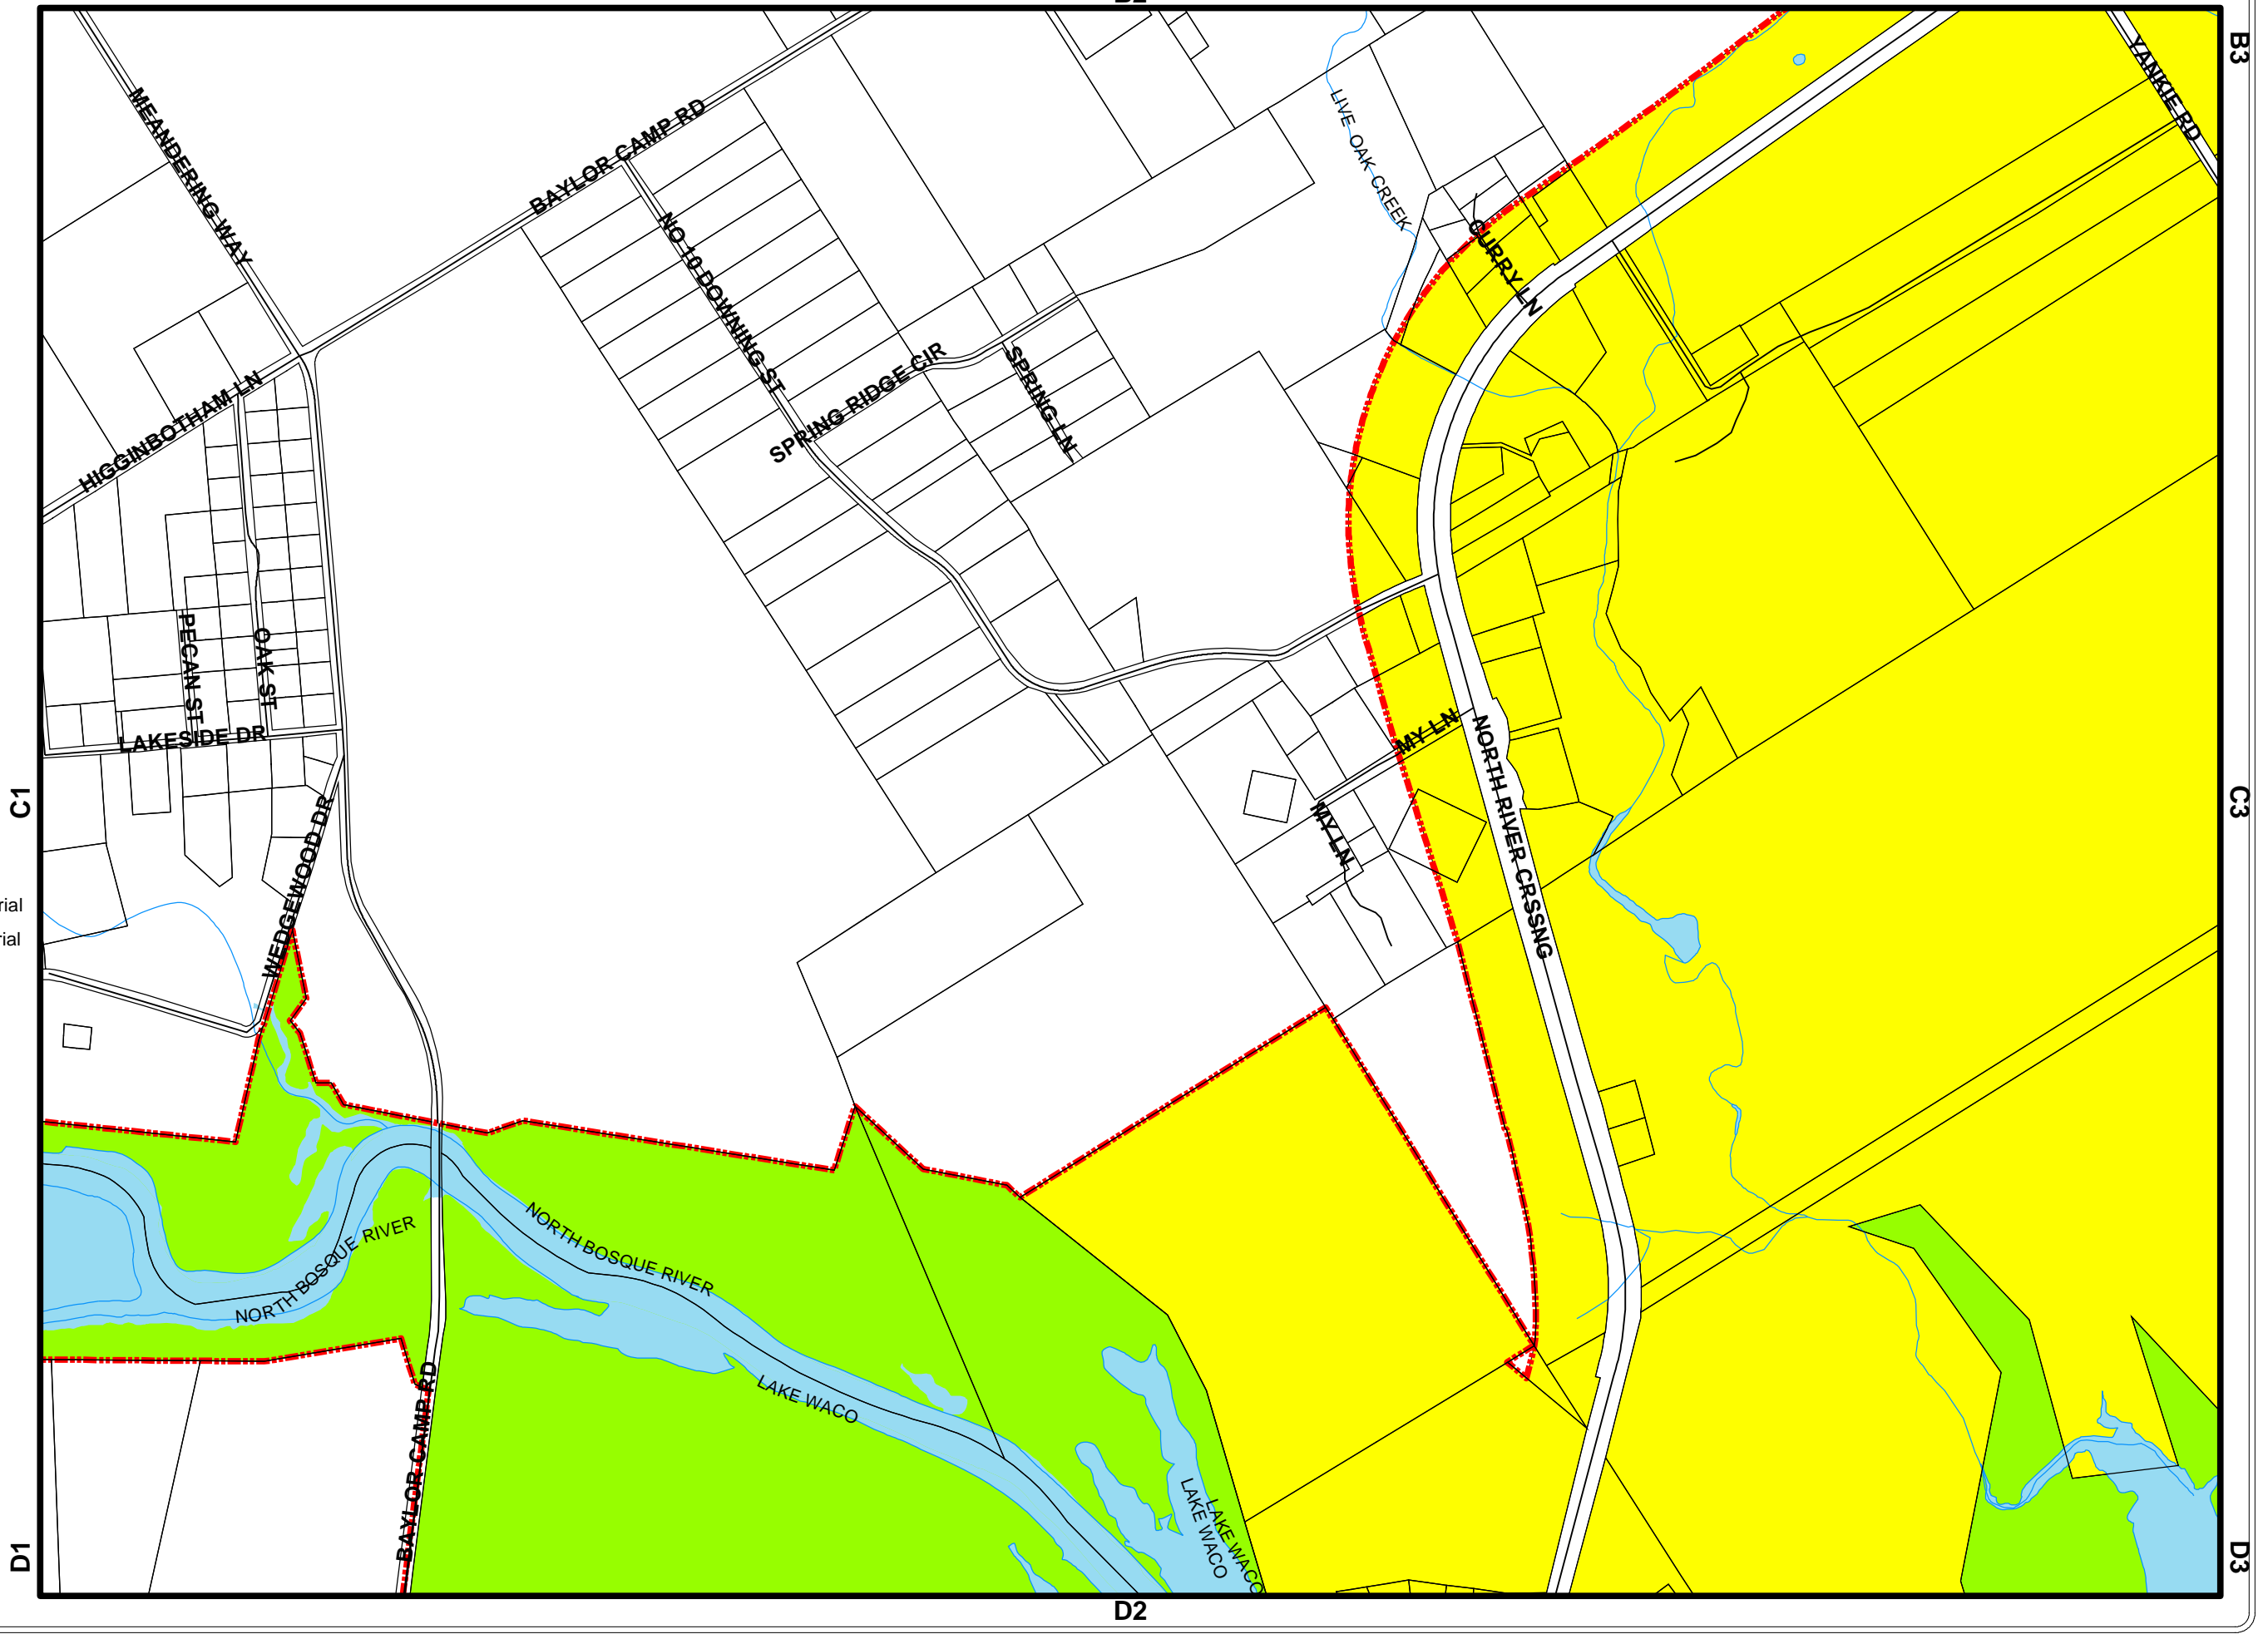 B3
YANKIE RD
MEANDERING WAY
BAYLOR CAMP RD
LIVE OAK CREEK
NO 10 DOWNING ST
CURRY LN
SPRING RIDGE CIR
SPRING LN
HIGGINBOTHAM LN
PECAN ST
OAK ST
LAKESIDE DR
MY LN
NORTH RIVER CRSSNG
C1
C3
MY LN
WEDGEWOOD DR
rial
rial
NORTH BOSQUE RIVER
NORTH BOSQUE RIVER
LAKE WACO
BAYLOR CAMP RD
LAKE WACO
LAKE WACO
D1
D3
D2